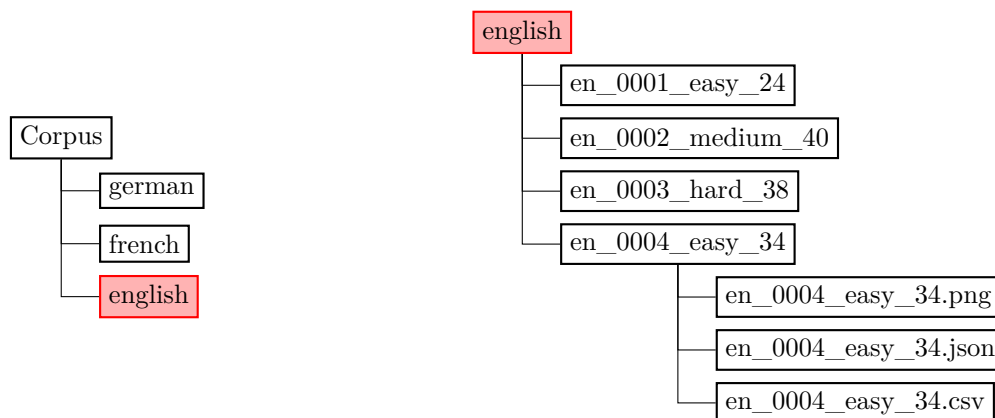 Corpus
german
french
english
english
en_0001_easy_24
en_0002_medium_40
en_0003_hard_38
en_0004_easy_34
en_0004_easy_34.png
en_0004_easy_34.json
en_0004_easy_34.csv